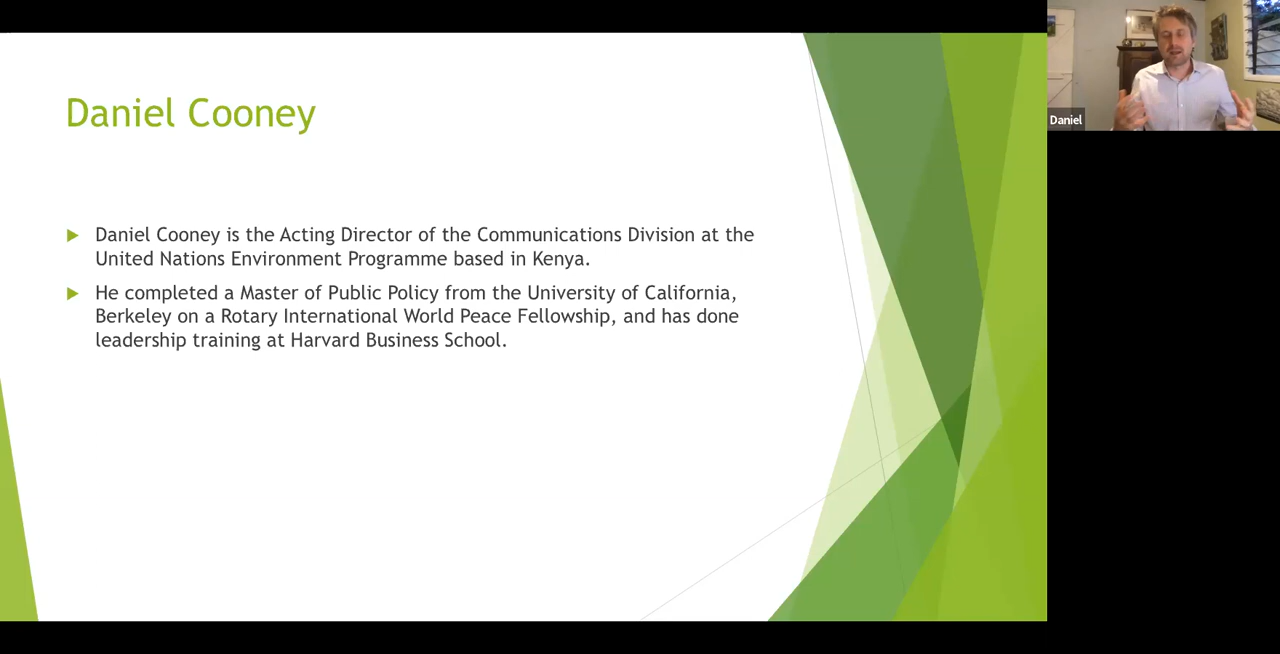 Daniel Cooney
Daniel Cooney is the Acting Director of the Communications Division at the
United Nations Environment Programme based in Kenya.
He completed a Master of Public Policy from the University of California,
Berkeley on a Rotary International World Peace Fellowship, and has done
leadership training at Harvard Business School.
Daniel